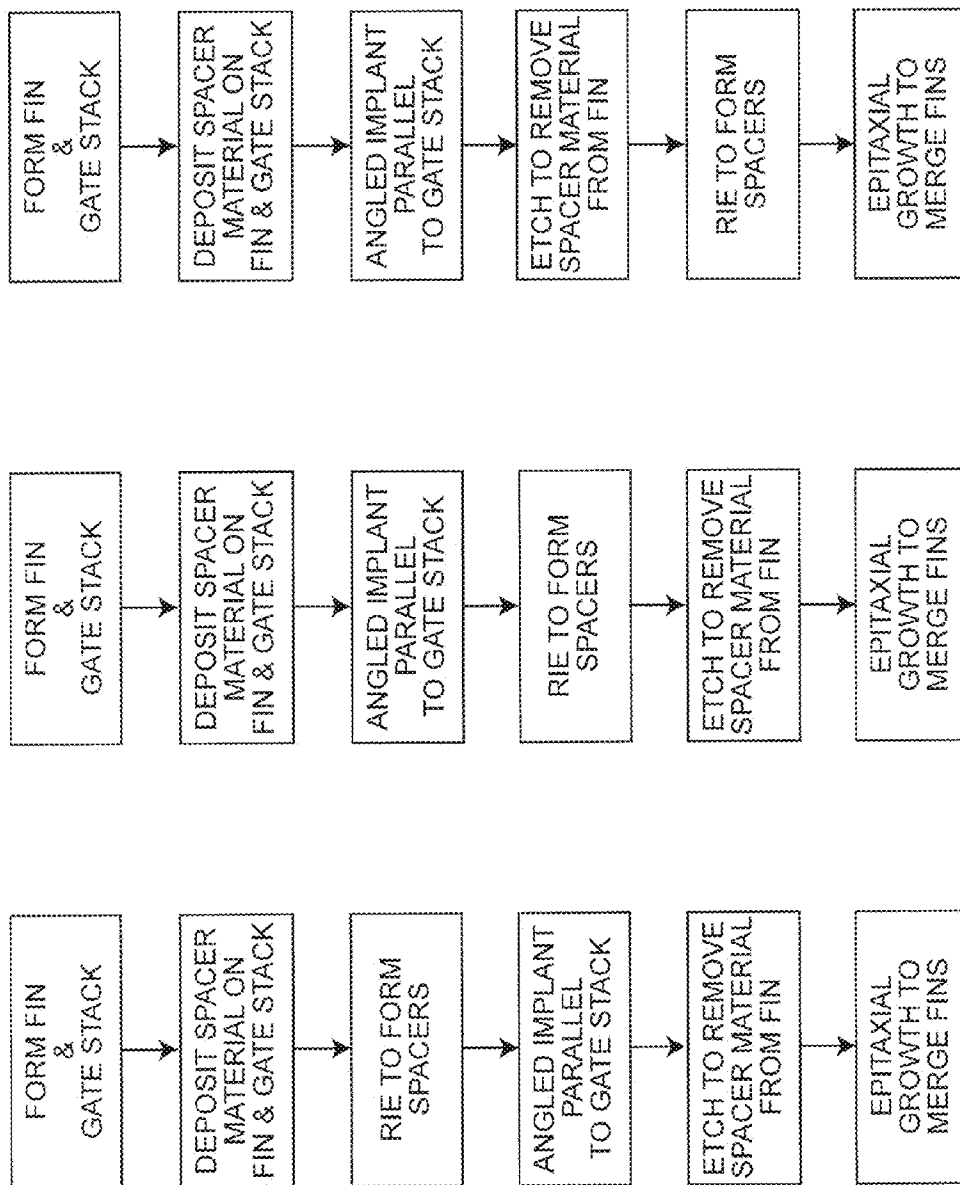 FORM FIN
&
GATE STACK
DEPOSIT SPACER
MATERIAL ON
FIN & GATE STACK
RIE TO FORM
SPACERS
ANGLED IMPLANT
PARALLEL
TO GATE STACK
ETCH TO REMOVE
SPACER MATERIAL
FROM FIN
EPITAXIAL
GROWTH TO
MERGE FINS
FORM FIN
&
GATE STACK
DEPOSIT SPACER
MATERIAL ON
FIN & GATE STACK
ANGLED IMPLANT
PARALLEL
TO GATE STACK
RIE TO FORM
SPACERS
ETCH TO REMOVE
SPACER MATERIAL
FROM FIN
EPITAXIAL
GROWTH TO
MERGE FINS
FORM FIN
&
GATE STACK
DEPOSIT SPACER
MATERIAL ON
FIN & GATE STACK
ANGLED IMPLANT
PARALLEL
TO GATE STACK
ETCH TO REMOVE
SPACER MATERIAL
FROM FIN
RIE TO FORM
SPACERS
EPITAXIAL
GROWTH TO
MERGE FINS